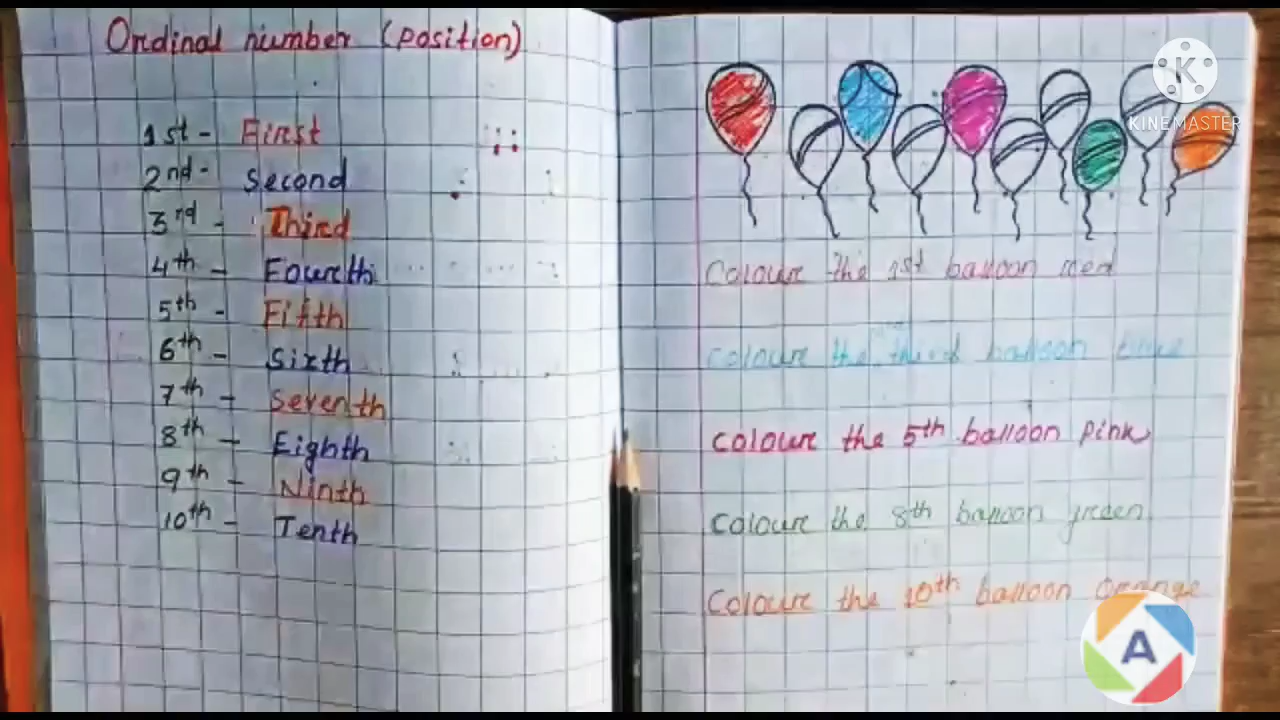 Ordinal number (position)
1st - First
2nd - Second
3rd - Third
4th - Fourth
5th - Fifth
6th - Sixth
7th - Seventh
8th - Eighth
9th - Ninth
10th - Tenth
K
KINEMASTER
Colour the 1st balloon red
Colour the third balloon blue
Colour the 5th balloon pink
Colour the 8th balloon green
Colour the 10th balloon orange
A